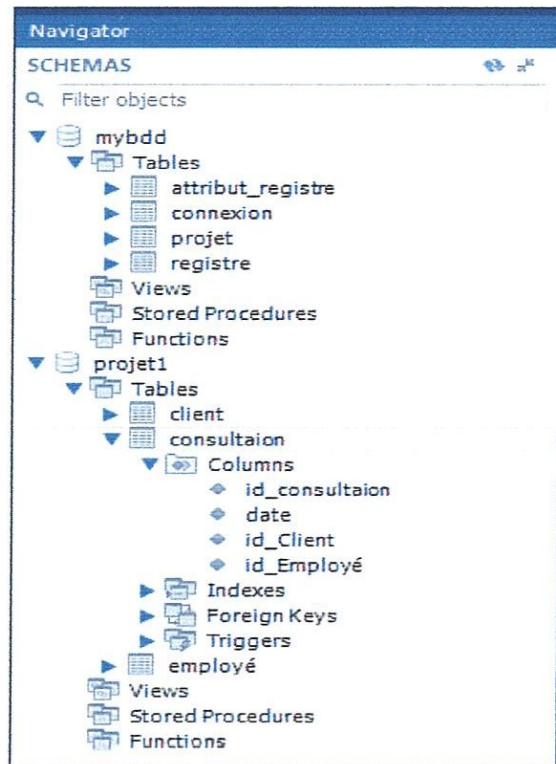 Navigator
SCHEMAS
Filter objects
mybdd
Tables
attribut_registre
connexion
projet
registre
Views
Stored Procedures
Functions
projet1
Tables
client
consultaion
Columns
id_consultaion
date
id_Client
id_Employé
Indexes
Foreign Keys
Triggers
employé
Views
Stored Procedures
Functions